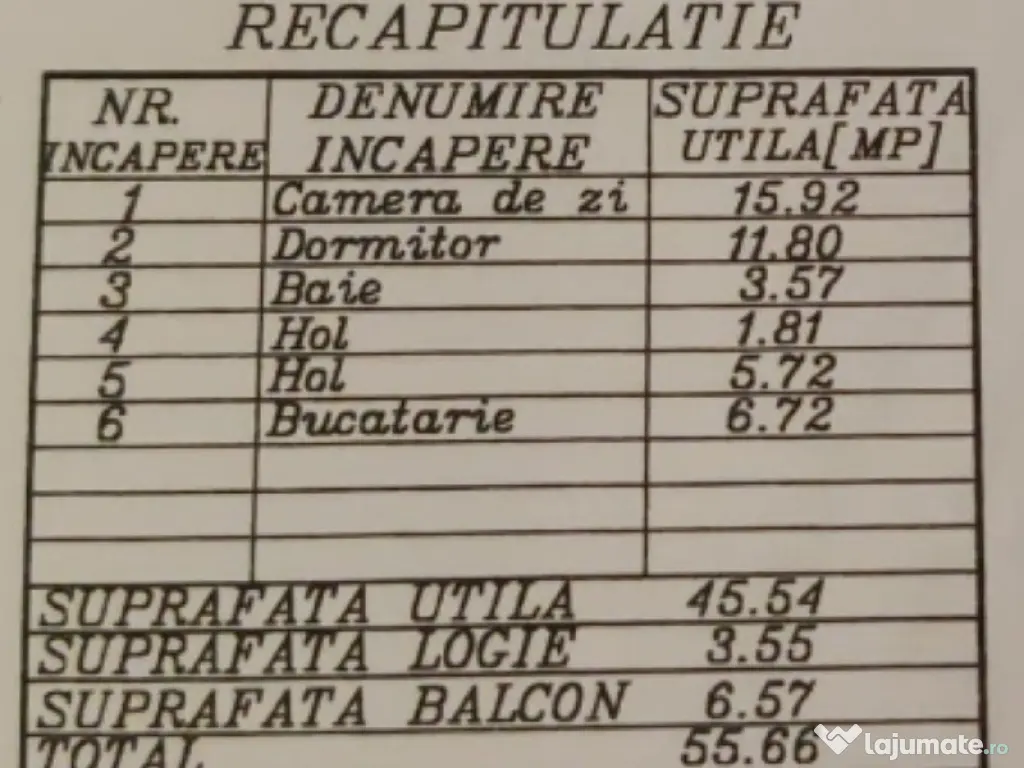 RECAPITULATIE
NR. INCAPERE DENUMIRE INCAPERE SUPRAFATA UTILA[MP]
1 Camera de zi 15.92
2 Dormitor 11.80
3 Baie 3.57
4 Hol 1.81
5 Hol 5.72
6 Bucatarie 6.72
SUPRAFATA UTILA 45.54
SUPRAFATA LOGIE 3.55
SUPRAFATA BALCON 6.57
TOTAL 55.66
lajumate.ro